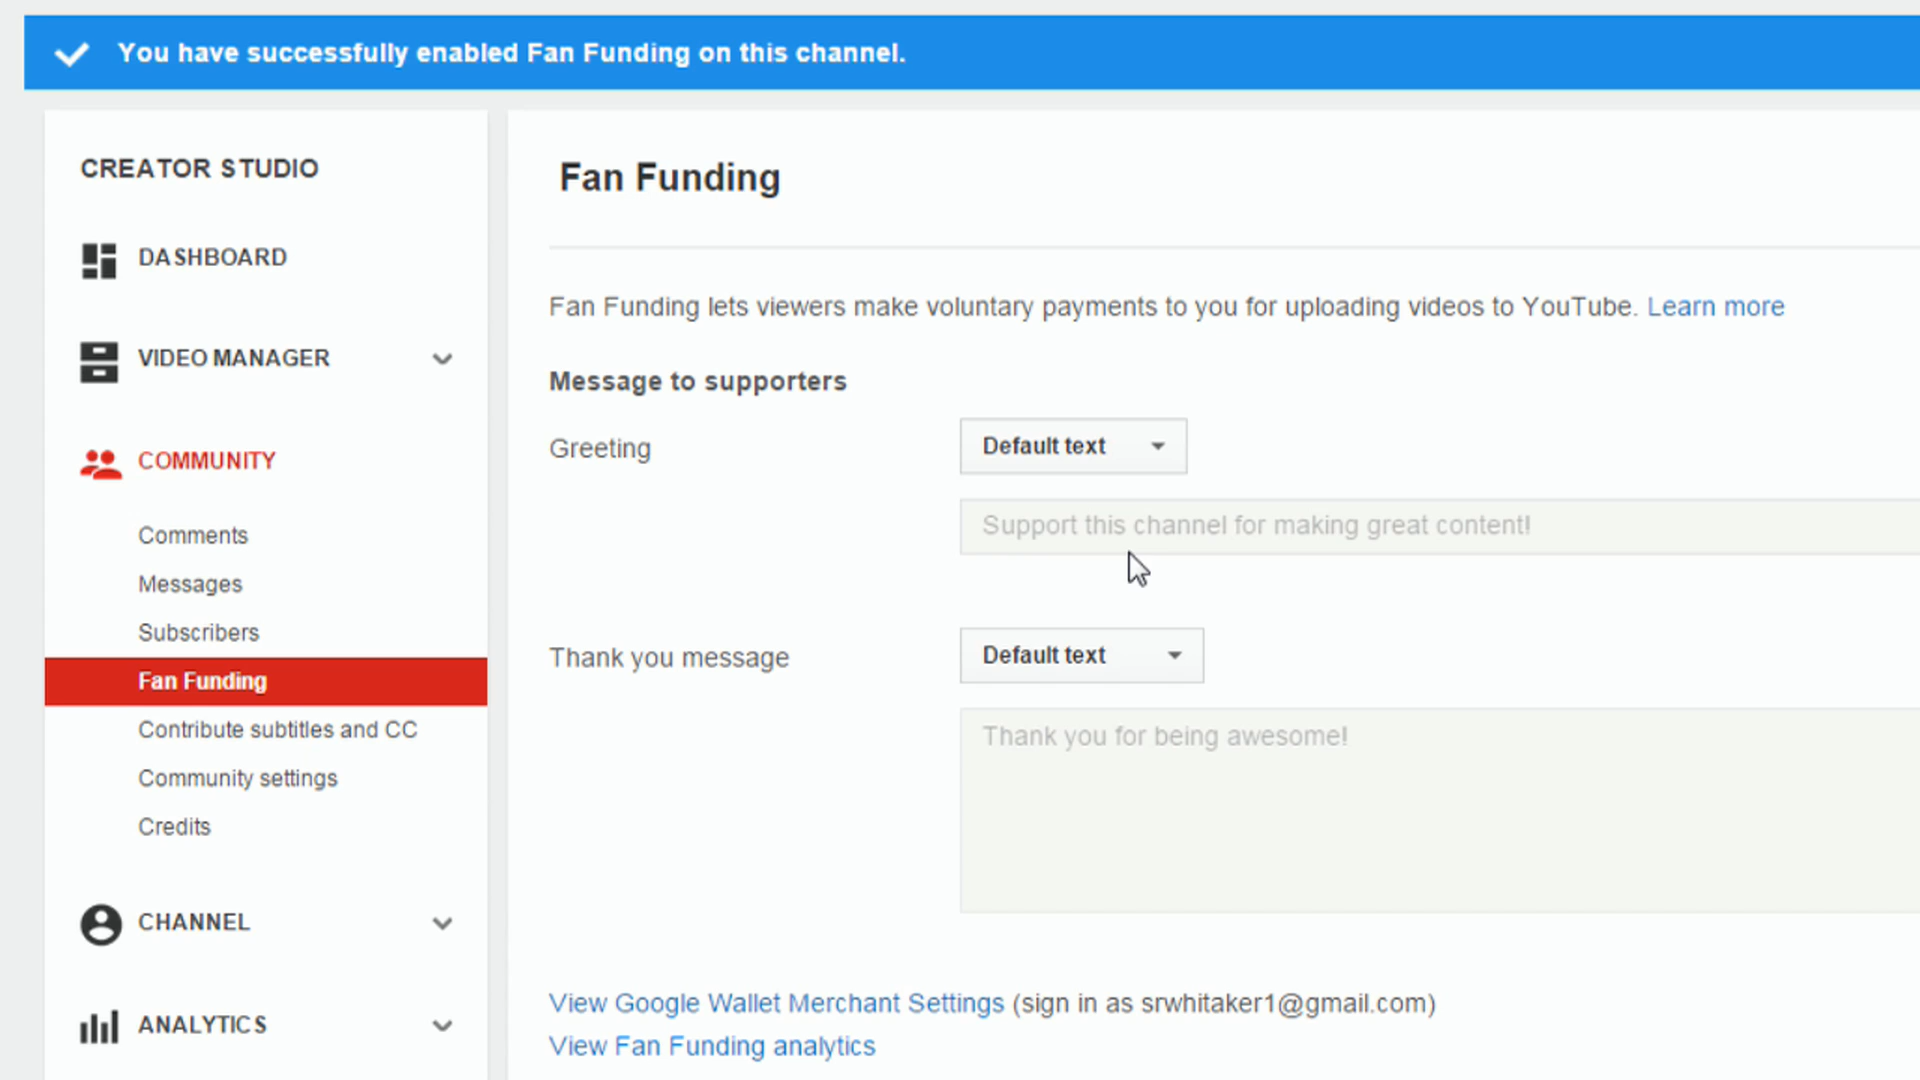 You have successfully enabled Fan Funding on this channel.
CREATOR STUDIO
DASHBOARD
VIDEO MANAGER
COMMUNITY
Comments
Messages
Subscribers
Fan Funding
Contribute subtitles and CC
Community settings
Credits
CHANNEL
ANALYTICS
Fan Funding
Fan Funding lets viewers make voluntary payments to you for uploading videos to YouTube. Learn more
Message to supporters
Greeting
Default text
Support this channel for making great content!
Thank you message
Default text
Thank you for being awesome!
View Google Wallet Merchant Settings (sign in as srwhitaker1@gmail.com)
View Fan Funding analytics